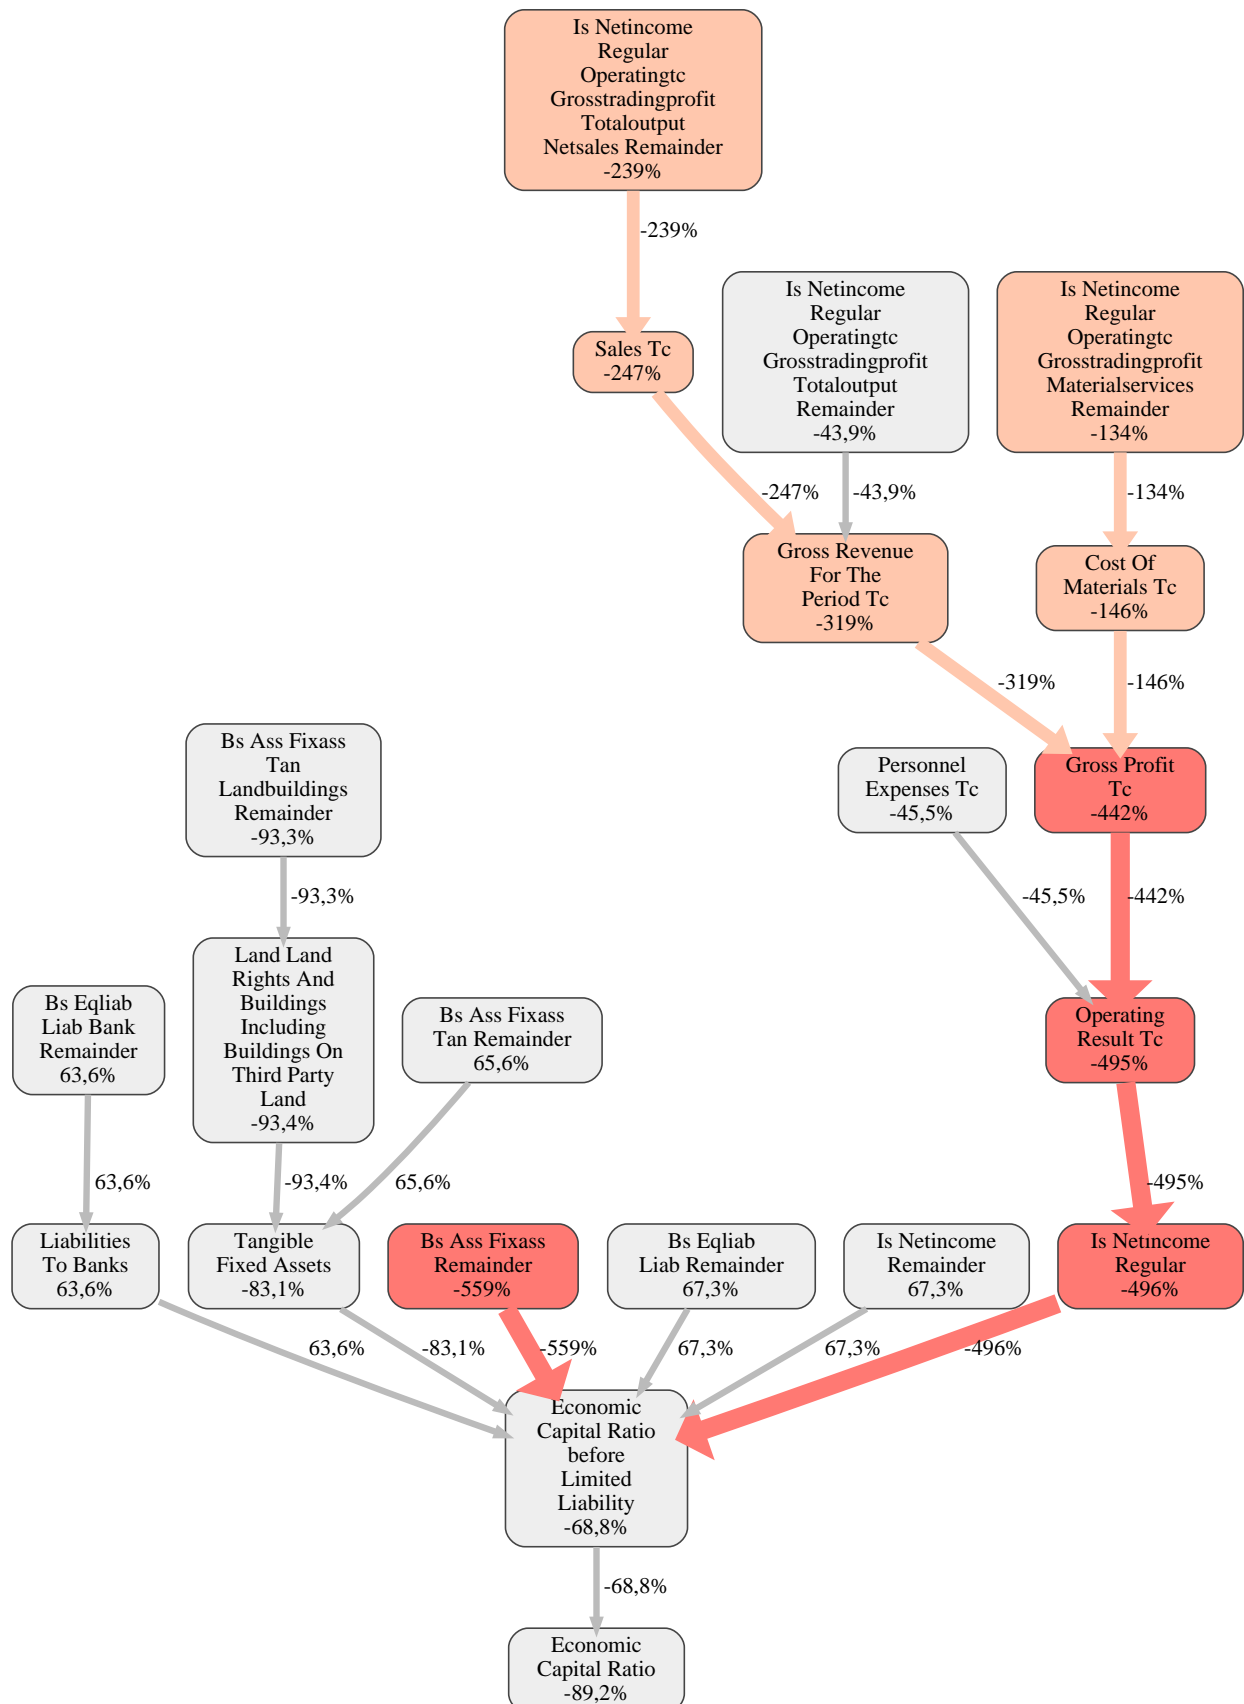 Is Netincome
Regular
Operatingtc
Grosstradingprofit
Totaloutput
Netsales Remainder
-239%
-239%
Is Netincome
Regular
Operatingtc
Grosstradingprofit
Totaloutput
Remainder
-43,9%
Is Netincome
Regular
Operatingtc
Grosstradingprofit
Materialservices
Remainder
-134%
Sales Tc
-247%
-247%
-43,9%
-134%
Gross Revenue
For The
Period Tc
-319%
Cost Of
Materials Tc
-146%
-319%
-146%
Bs Ass Fixass
Tan
Landbuildings
Remainder
-93,3%
Personnel
Expenses Tc
-45,5%
Gross Profit
Tc
-442%
-93,3%
-45,5%
-442%
Land Land
Rights And
Buildings
Including
Buildings On
Third Party
Land
-93,4%
Bs Eqliab
Liab Bank
Remainder
63,6%
Bs Ass Fixass
Tan Remainder
65,6%
Operating
Result Tc
-495%
63,6%
-93,4%
65,6%
-495%
Liabilities
To Banks
63,6%
Tangible
Fixed Assets
-83,1%
Bs Ass Fixass
Remainder
-559%
Bs Eqliab
Liab Remainder
67,3%
Is Netincome
Remainder
67,3%
Is Netincome
Regular
-496%
63,6%
-83,1%
-559%
67,3%
67,3%
-496%
Economic
Capital Ratio
before
Limited
Liability
-68,8%
-68,8%
Economic
Capital Ratio
-89,2%